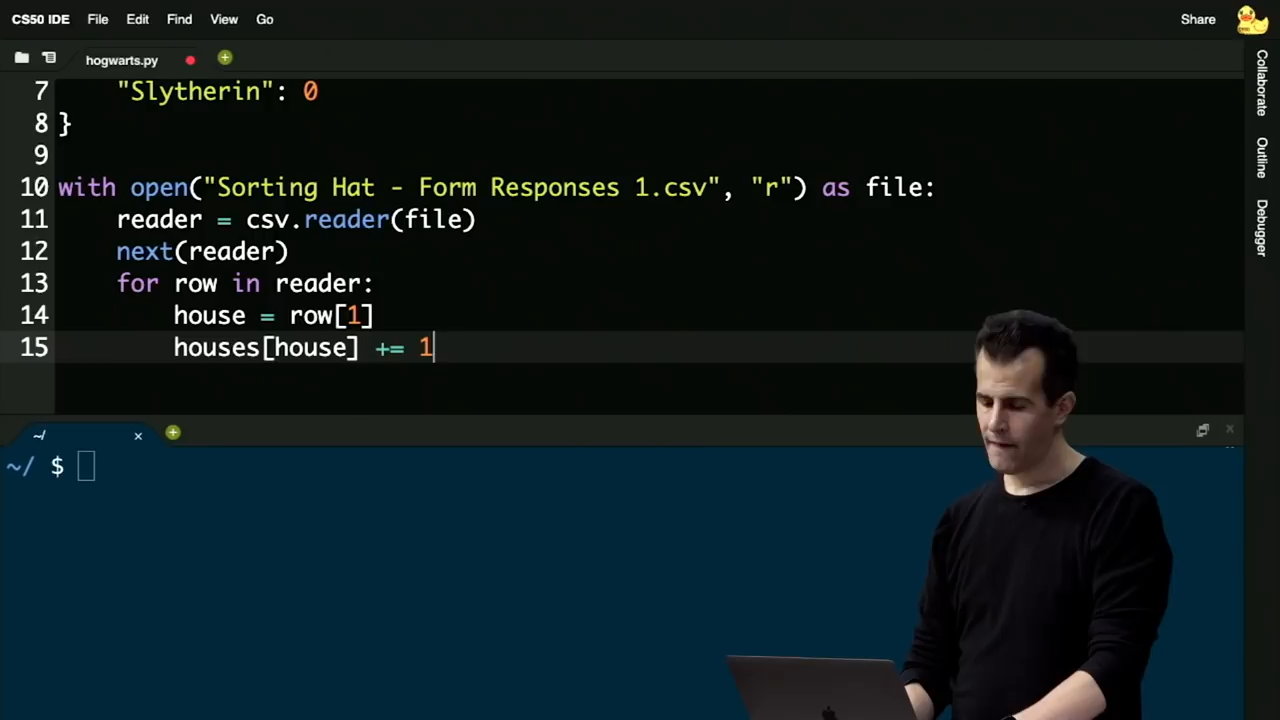 CS50 IDE File Edit Find View Go Share
hogwarts.py
Collaborate
Outline
Debugger
7 "Slytherin": 0
8 }
9
10 with open("Sorting Hat - Form Responses 1.csv", "r") as file:
11 reader = csv.reader(file)
12 next(reader)
13 for row in reader:
14 house = row[1]
15 houses[house] += 1
~/
~/ $